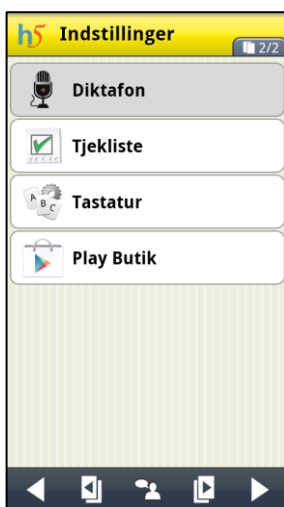 h5 Indstillinger
2/2
Diktafon
Tjekliste
A B C Tastatur
Play Butik